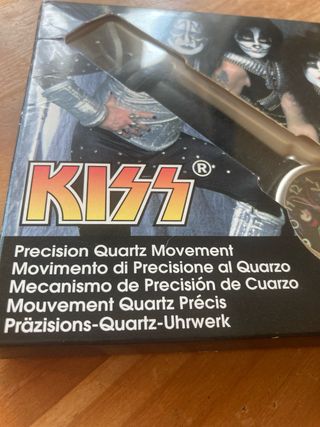 KISS®
Precision Quartz Movement
Movimento di Precisione al Quarzo
Mecanismo de Precisión de Cuarzo
Mouvement Quartz Précis
Präzisions-Quartz-Uhrwerk